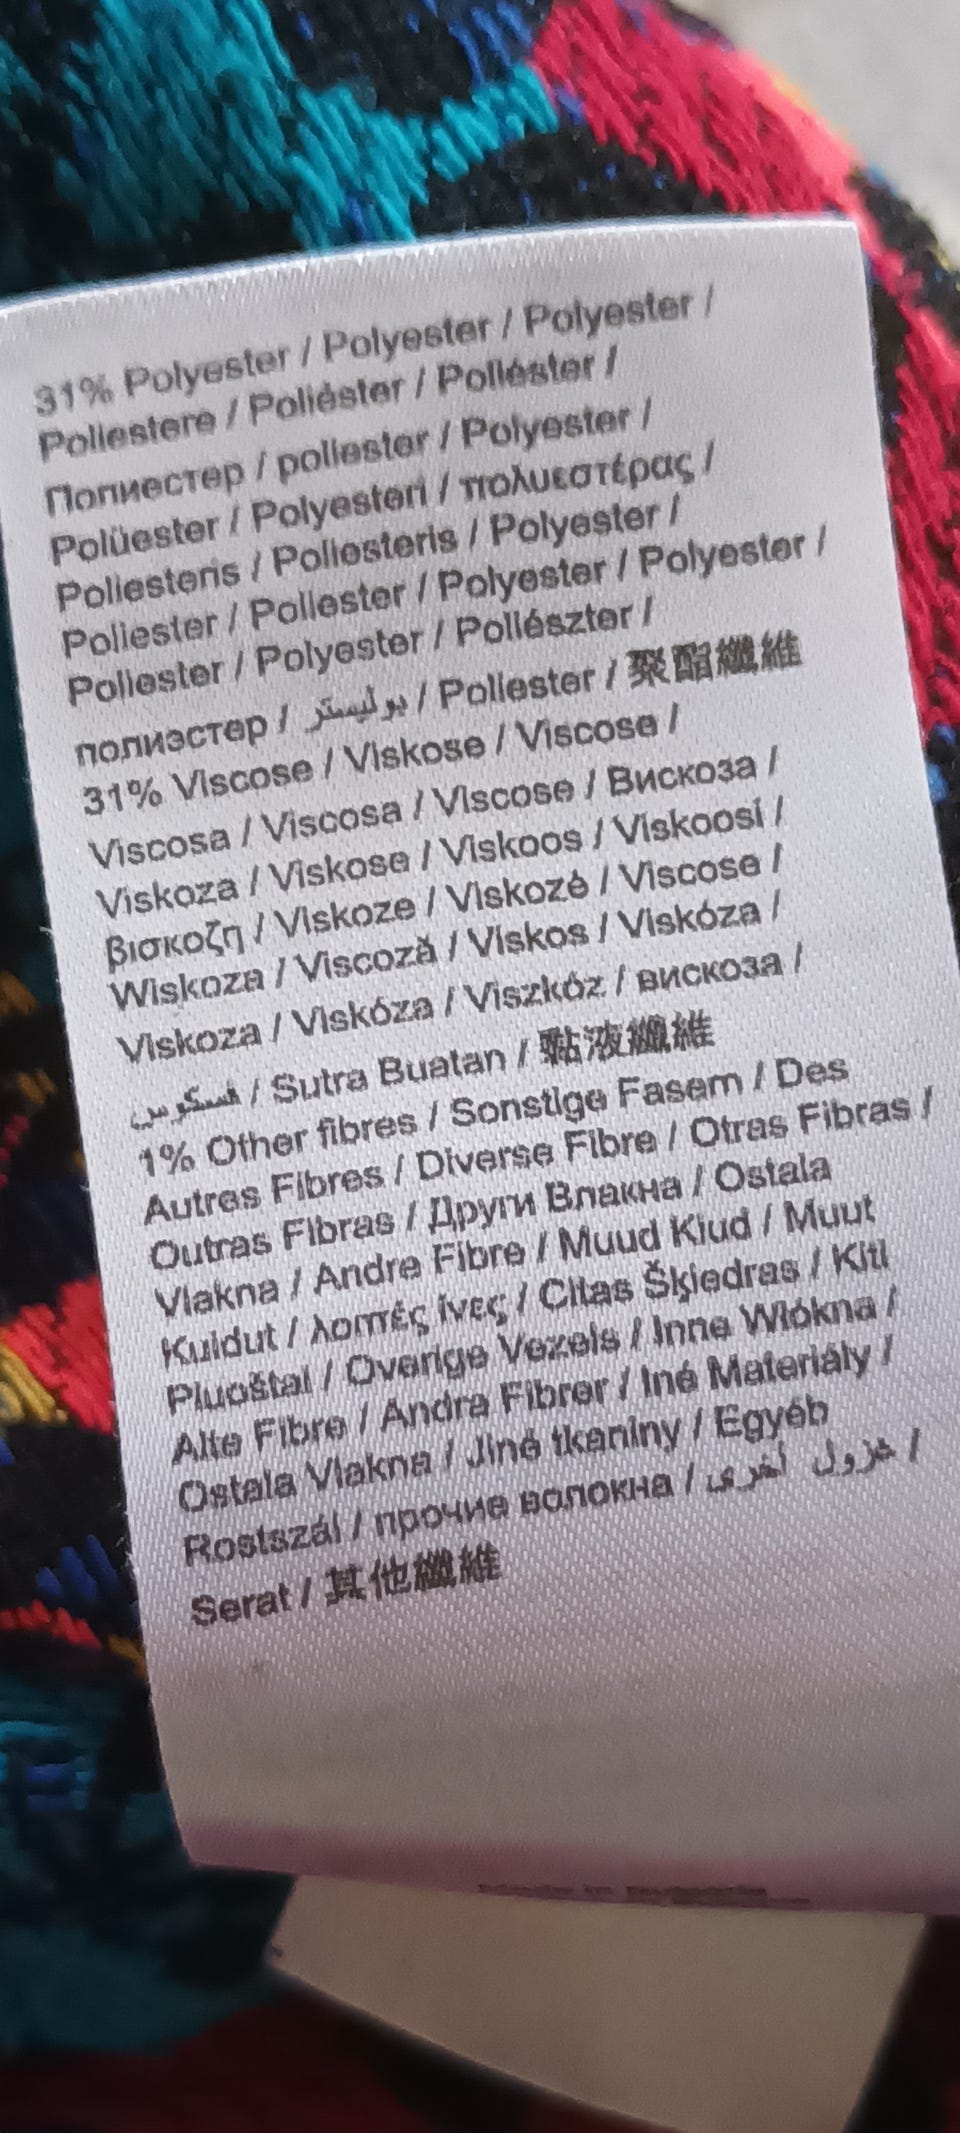 31% Polyester / Polyester / Polyester /
Poliestere / Poliéster / Poliéster /
Полиестер / poliester / Polyester /
Polüester / Polyesteri / πολυεστέρας /
Poliesteris / Poliesteris / Polyester /
Poliester / Poliester / Polyester / Polyester /
Poliester / Polyester / Poliészter /
полиэстер / بوليستر / Poliester / 聚酯纖維
31% Viscose / Viskose / Viscose /
Viscosa / Viscosa / Viscose / Вискоза /
Viskoza / Viskose / Viskoos / Viskoosi /
βισκοζη / Viskoze / Viskozė / Viscose /
Wiskoza / Viscoză / Viskos / Viskóza /
Viskoza / Viskóza / Viszkóz / вискоза /
فسكوس / Sutra Buatan / 黏液纖維
1% Other fibres / Sonstige Fasern / Des
Autres Fibres / Diverse Fibre / Otras Fibras /
Outras Fibras / Други Влакна / Ostala
Vlakna / Andre Fibre / Muud Kiud / Muut
Kuidut / λοιπές ίνες / Citas Šķiedras / Kiti
Pluoštai / Overige Vezels / Inne Włókna /
Alte Fibre / Andra Fibrer / Iné Materiály /
Ostala Vlakna / Jiné tkaniny / Egyéb
Rostszál / прочие волокна / غزول أخرى /
Serat / 其他纖維